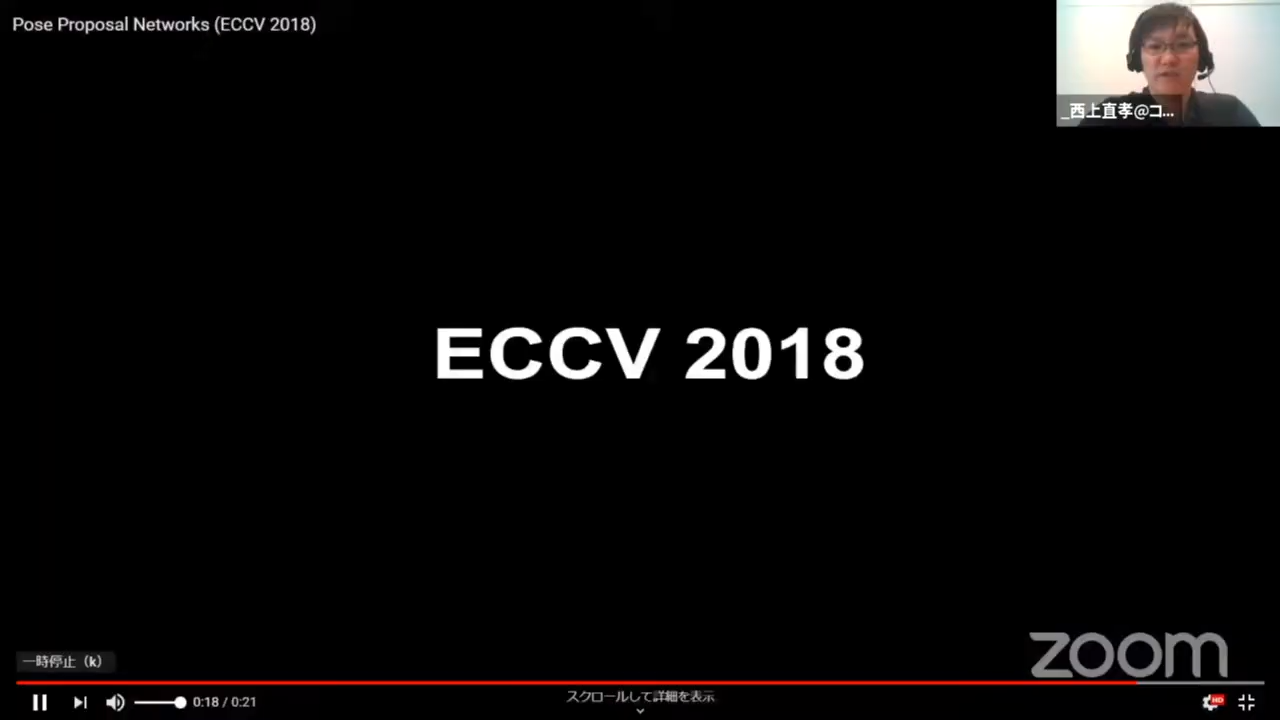 Pose Proposal Networks (ECCV 2018)
_西上直孝@コ...
ECCV 2018
zoom
一時停止（k）
スクロールして詳細を表示
0:18 / 0:21
HD